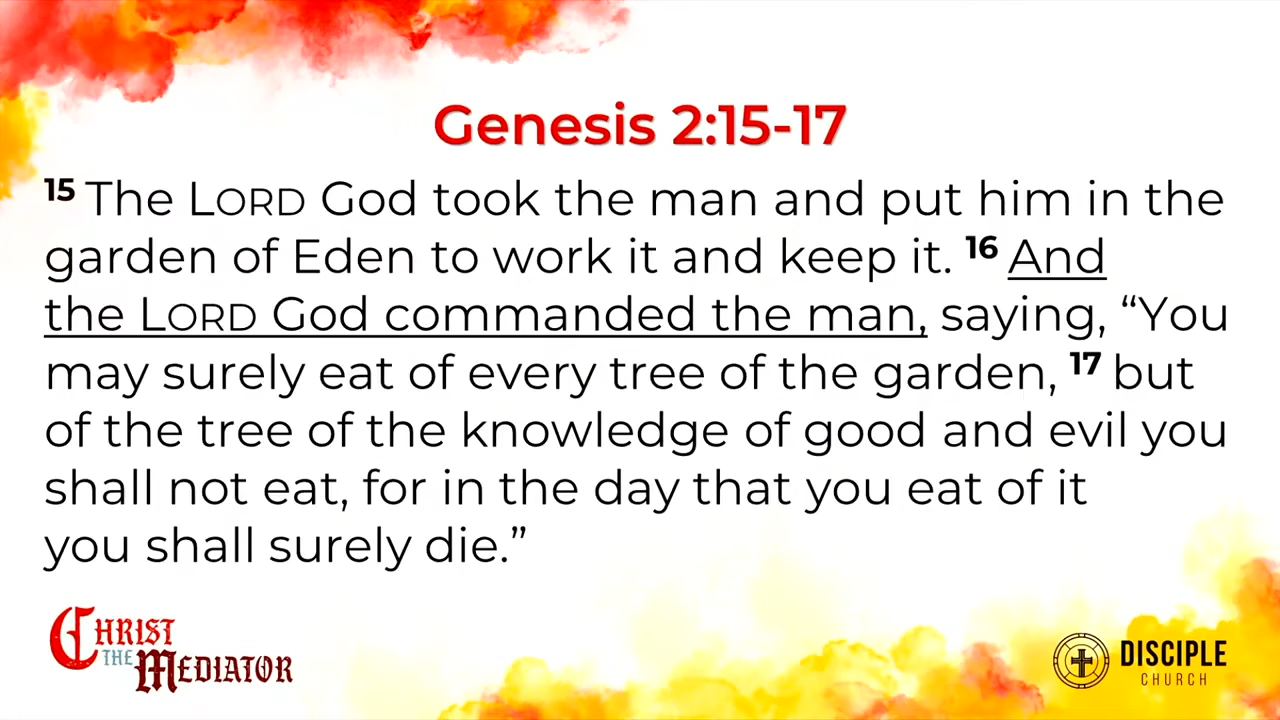 Genesis 2:15-17
15 The LORD God took the man and put him in the
garden of Eden to work it and keep it. 16 And
the LORD God commanded the man, saying, “You
may surely eat of every tree of the garden, 17 but
of the tree of the knowledge of good and evil you
shall not eat, for in the day that you eat of it
you shall surely die.”
CHRIST
THE MEDIATOR
DISCIPLE
CHURCH